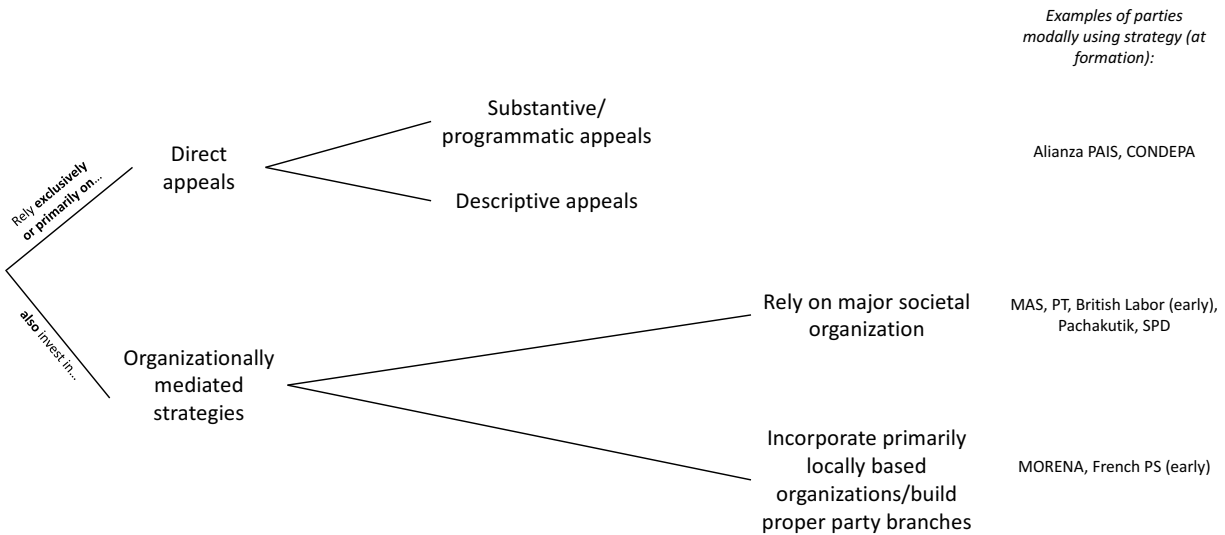 Examples of parties
modally using strategy (at
formation):
Substantive/
programmatic appeals
Direct
appeals
Alianza PAIS, CONDEPA
Rely exclusively
or primarily on...
Descriptive appeals
also invest in...
Rely on major societal
organization
MAS, PT, British Labor (early),
Pachakutik, SPD
Organizationally
mediated
strategies
Incorporate primarily
locally based
organizations/build
proper party branches
MORENA, French PS (early)